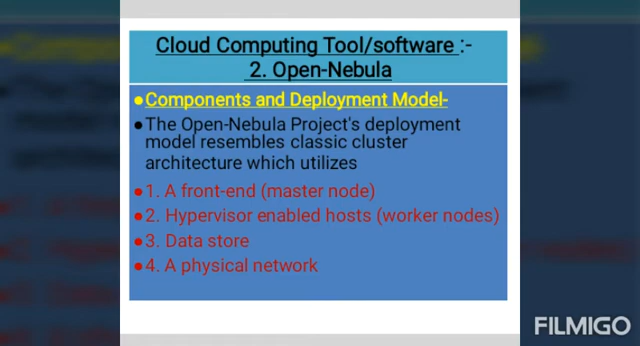 Cloud Computing Tool/software :-
2. Open-Nebula
●Components and Deployment Model-
●The Open-Nebula Project's deployment
model resembles classic cluster
architecture which utilizes
●1. A front-end (master node)
●2. Hypervisor enabled hosts (worker nodes)
●3. Data store
●4. A physical network
FILMIGO